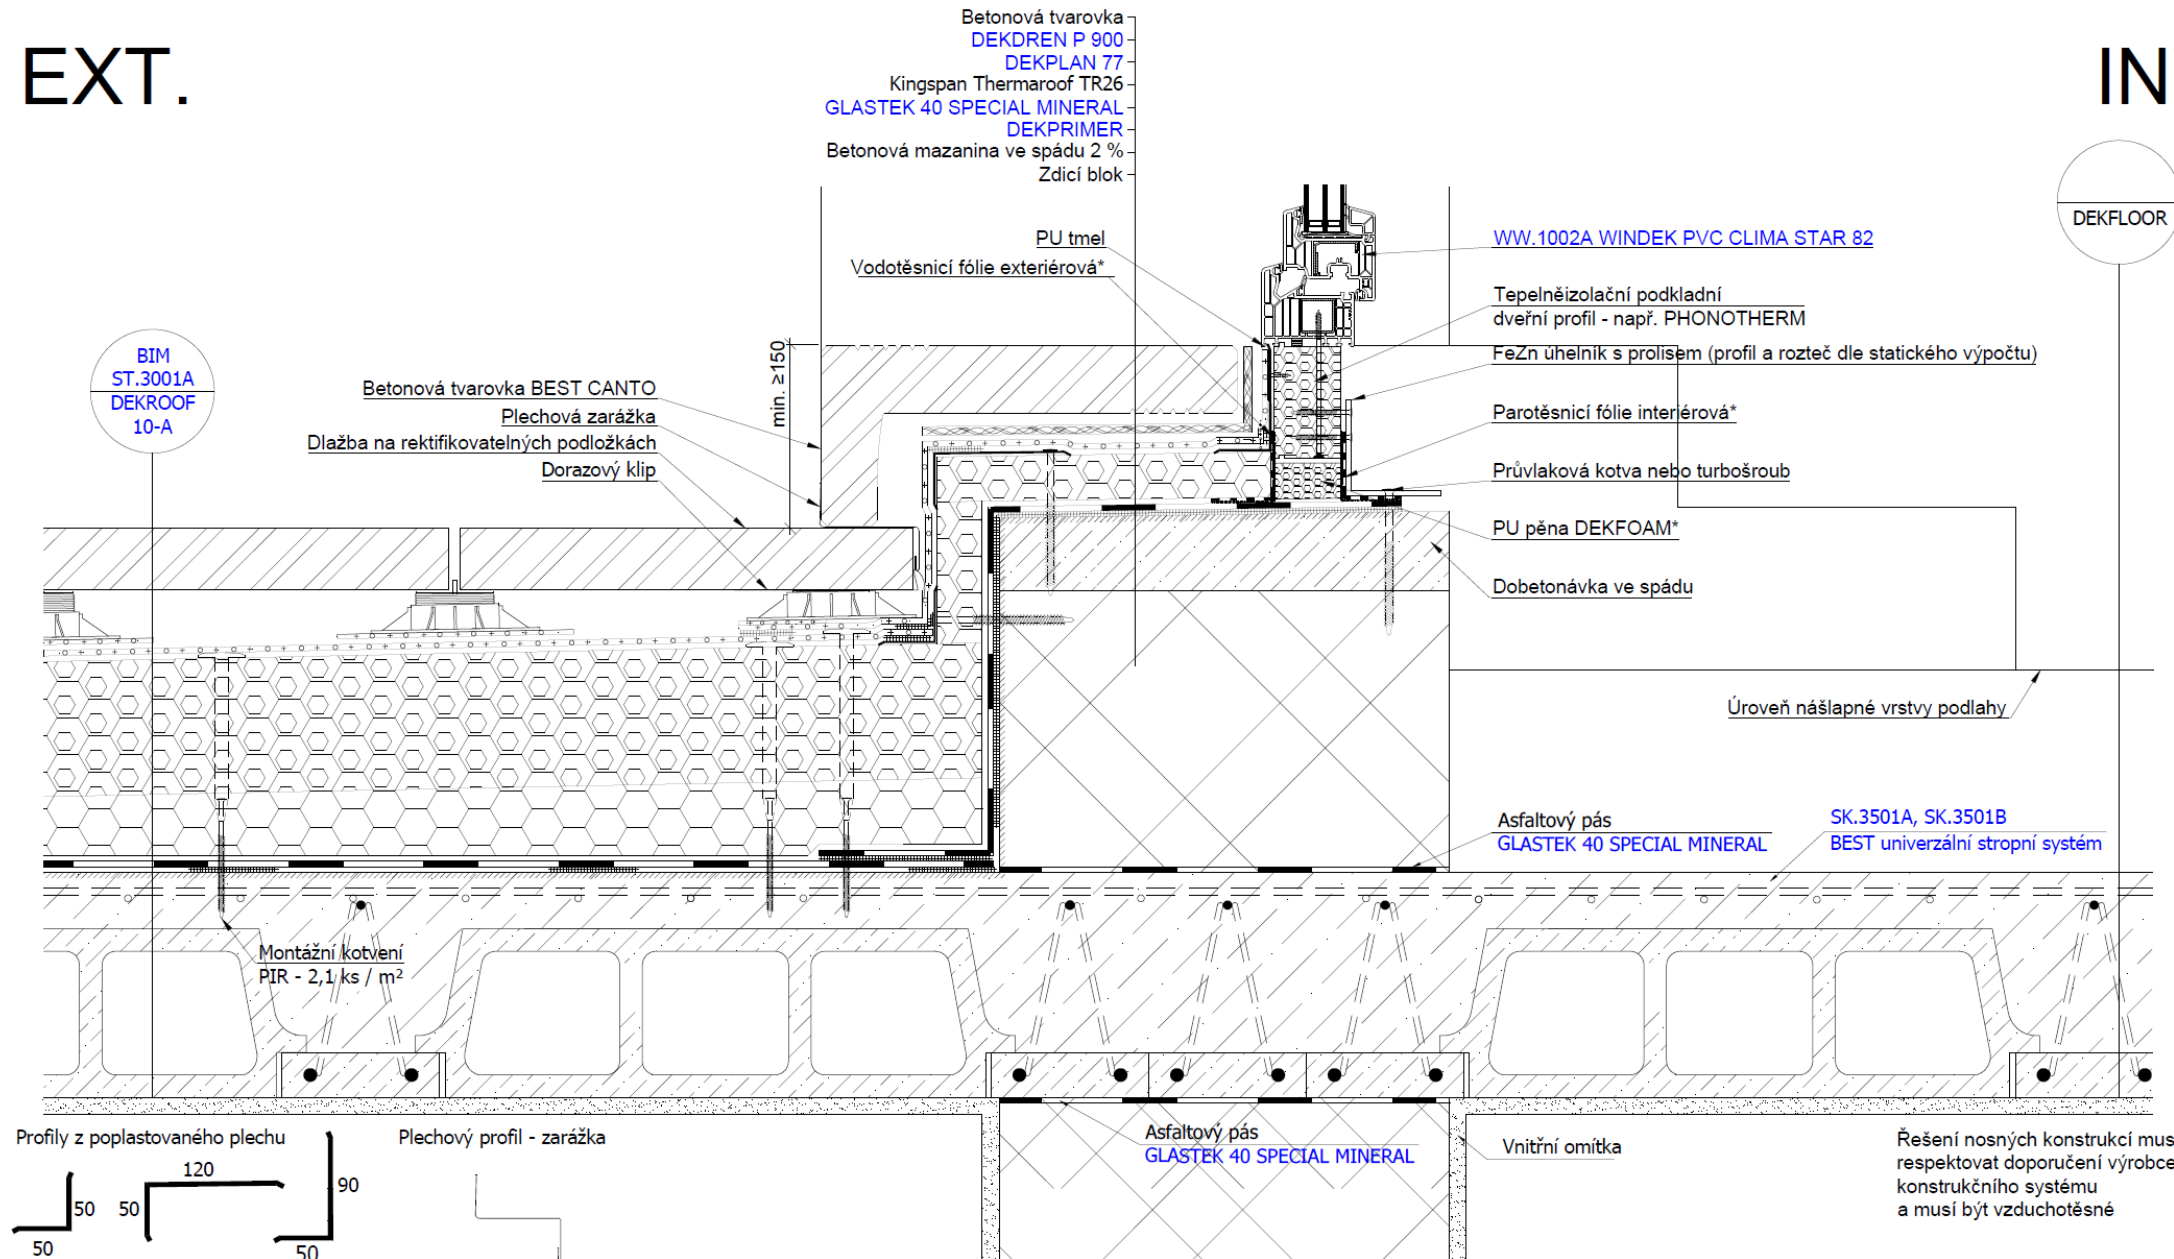 EXT.
IN
Betonová tvarovka
DEKDREN P 900
DEKPLAN 77
Kingspan Thermaroof TR26
GLASTEK 40 SPECIAL MINERAL
DEKPRIMER
Betonová mazanina ve spádu 2 %
Zdicí blok
DEKFLOOR
PU tmel
Vodotěsnicí fólie exteriérová*
WW.1002A WINDEK PVC CLIMA STAR 82
Tepelněizolační podkladní
dveřní profil - např. PHONOTHERM
FeZn úhelník s prolisem (profil a rozteč dle statického výpočtu)
Parotěsnicí fólie interiérová*
Průvlaková kotva nebo turbošroub
PU pěna DEKFOAM*
Dobetonávka ve spádu
BIM
ST.3001A
DEKROOF
10-A
min. ≥150
Betonová tvarovka BEST CANTO
Plechová zarážka
Dlažba na rektifikovatelných podložkách
Dorazový klip
Úroveň nášlapné vrstvy podlahy
Asfaltový pás
GLASTEK 40 SPECIAL MINERAL
SK.3501A, SK.3501B
BEST univerzální stropní systém
Montážní kotvení
PIR - 2,1 ks / m²
Profily z poplastovaného plechu
50
50
120
50
90
50
Plechový profil - zarážka
Asfaltový pás
GLASTEK 40 SPECIAL MINERAL
Vnitřní omítka
Řešení nosných konstrukcí mus
respektovat doporučení výrobce
konstrukčního systému
a musí být vzduchotěsné